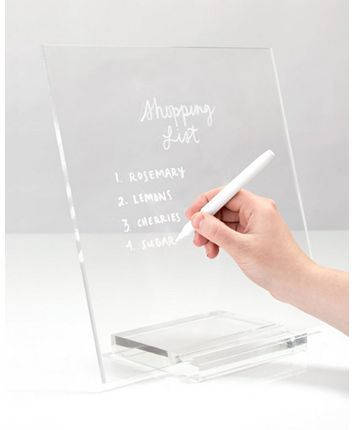 Shopping
List
1. ROSEMARY
2. LEMONS
3. CHERRIES
4. SUGAR